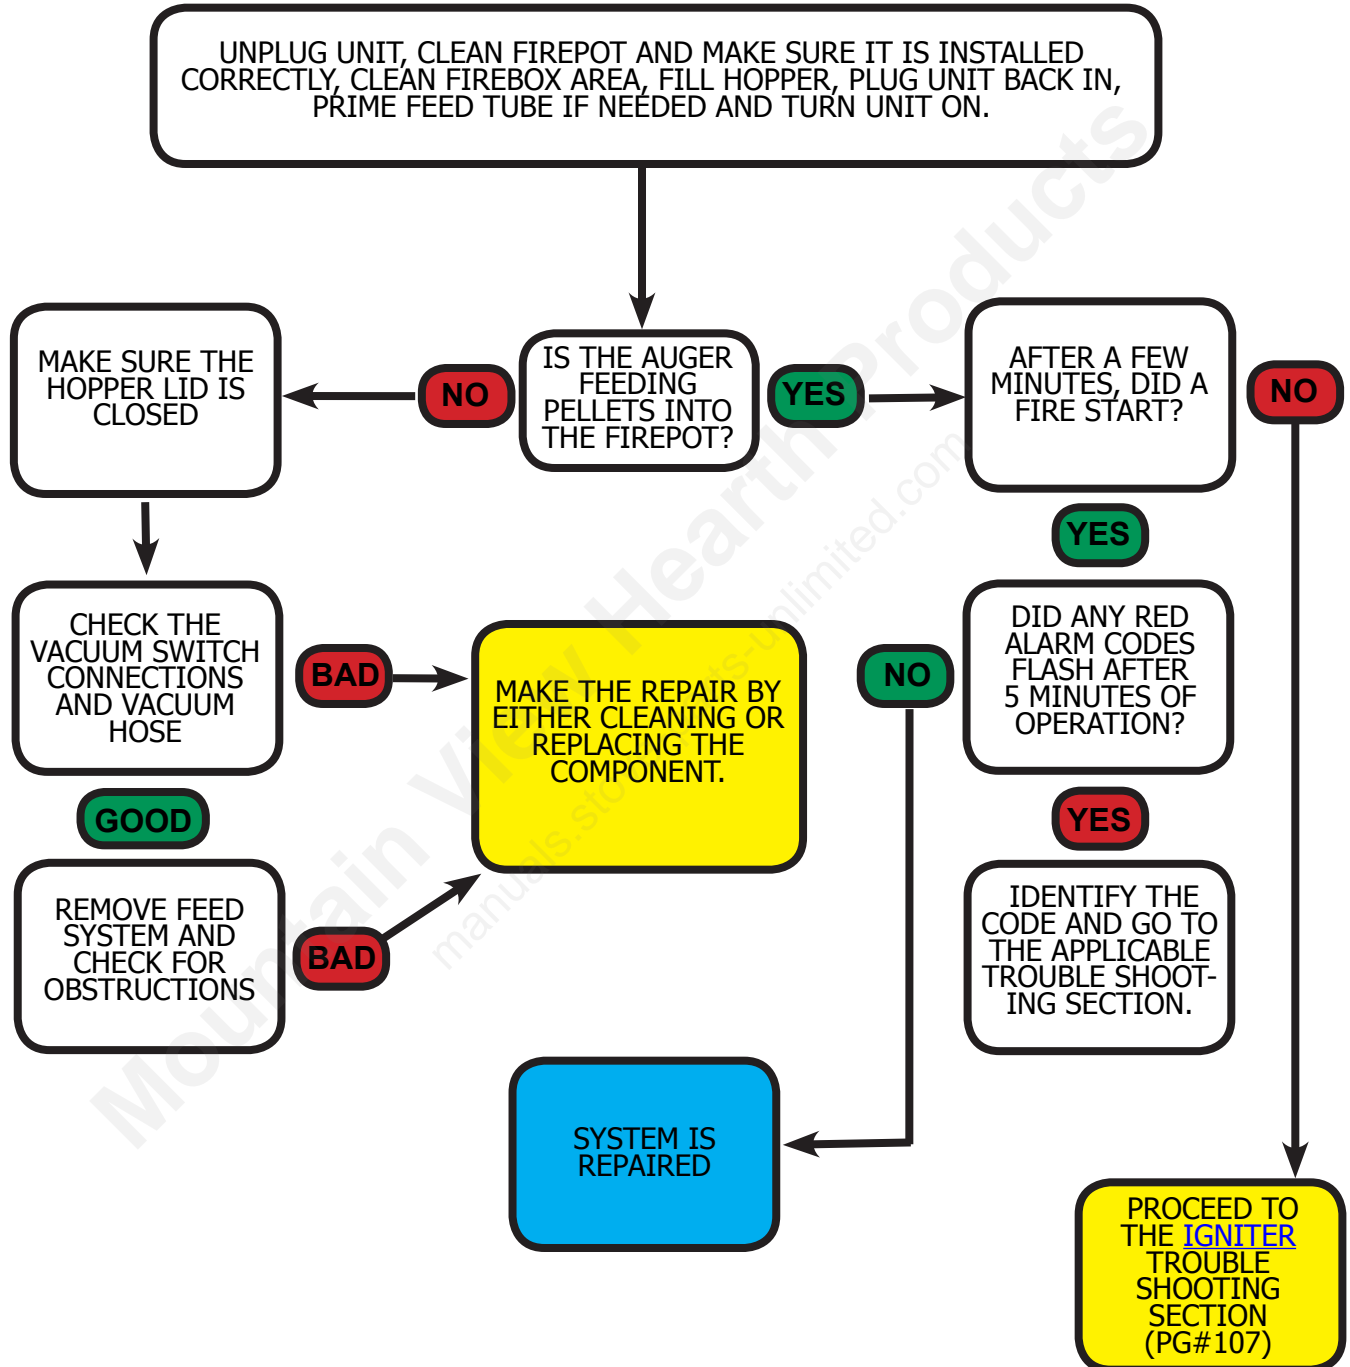 UNPLUG UNIT, CLEAN FIREPOT AND MAKE SURE IT IS INSTALLED
CORRECTLY, CLEAN FIREBOX AREA, FILL HOPPER, PLUG UNIT BACK IN,
PRIME FEED TUBE IF NEEDED AND TURN UNIT ON.
MAKE SURE THE
HOPPER LID IS
CLOSED
NO
IS THE AUGER
FEEDING
PELLETS INTO
THE FIREPOT?
YES
AFTER A FEW
MINUTES, DID A
FIRE START?
NO
YES
CHECK THE
VACUUM SWITCH
CONNECTIONS
AND VACUUM
HOSE
BAD
MAKE THE REPAIR BY
EITHER CLEANING OR
REPLACING THE
COMPONENT.
NO
DID ANY RED
ALARM CODES
FLASH AFTER
5 MINUTES OF
OPERATION?
GOOD
YES
REMOVE FEED
SYSTEM AND
CHECK FOR
OBSTRUCTIONS
BAD
IDENTIFY THE
CODE AND GO TO
THE APPLICABLE
TROUBLE SHOOT-
ING SECTION.
SYSTEM IS
REPAIRED
PROCEED TO
THE IGNITER
TROUBLE
SHOOTING
SECTION
(PG#107)
Mountain View Hearth Products